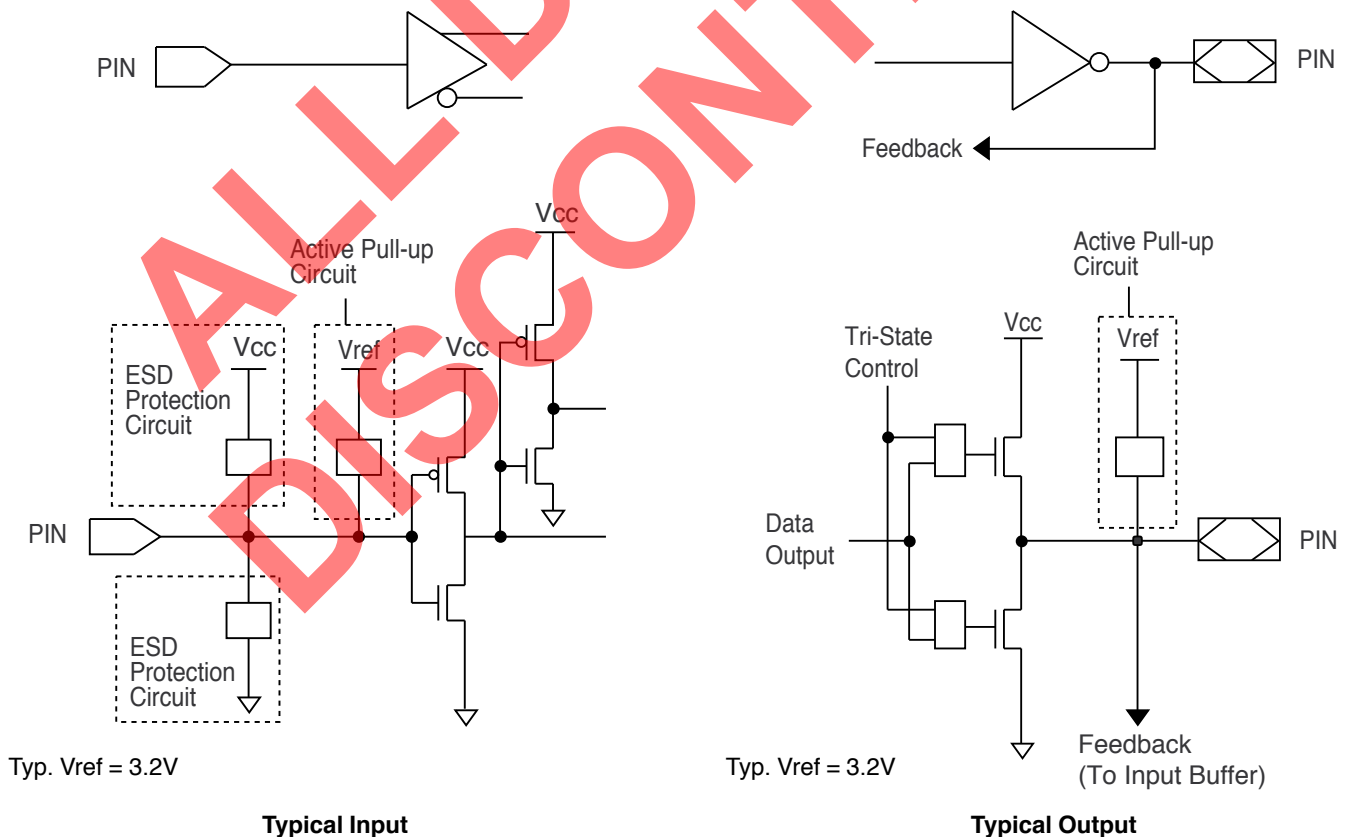 PIN
PIN
Feedback
Vcc
Active Pull-up
Circuit
Active Pull-up
Circuit
Vcc
Vref
Vcc
ESD
Protection
Circuit
Tri-State
Control
Vcc
Vref
PIN
Data
Output
PIN
ESD
Protection
Circuit
Feedback
(To Input Buffer)
Typ. Vref = 3.2V
Typ. Vref = 3.2V
Typical Input
Typical Output
ALL D
DISCONT